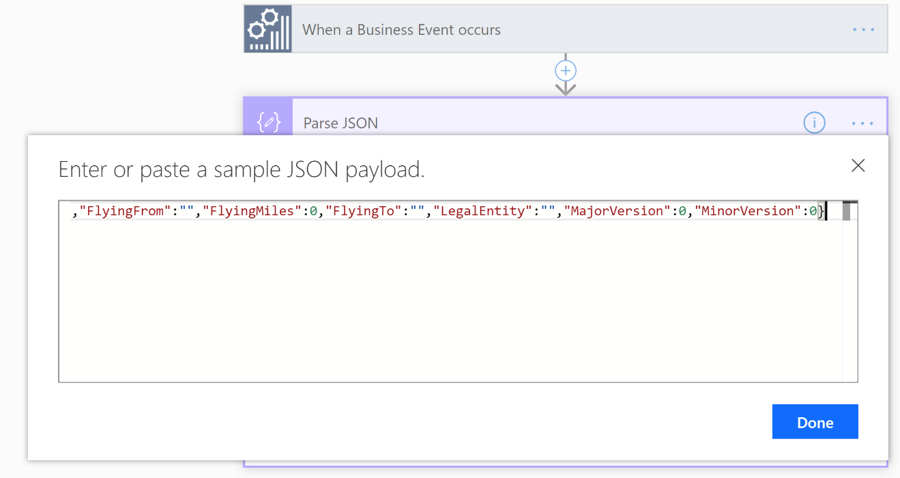 When a Business Event occurs
Parse JSON
Enter or paste a sample JSON payload.
,"FlyingFrom":"","FlyingMiles":0,"FlyingTo":"","LegalEntity":"","MajorVersion":0,"MinorVersion":0}
Done